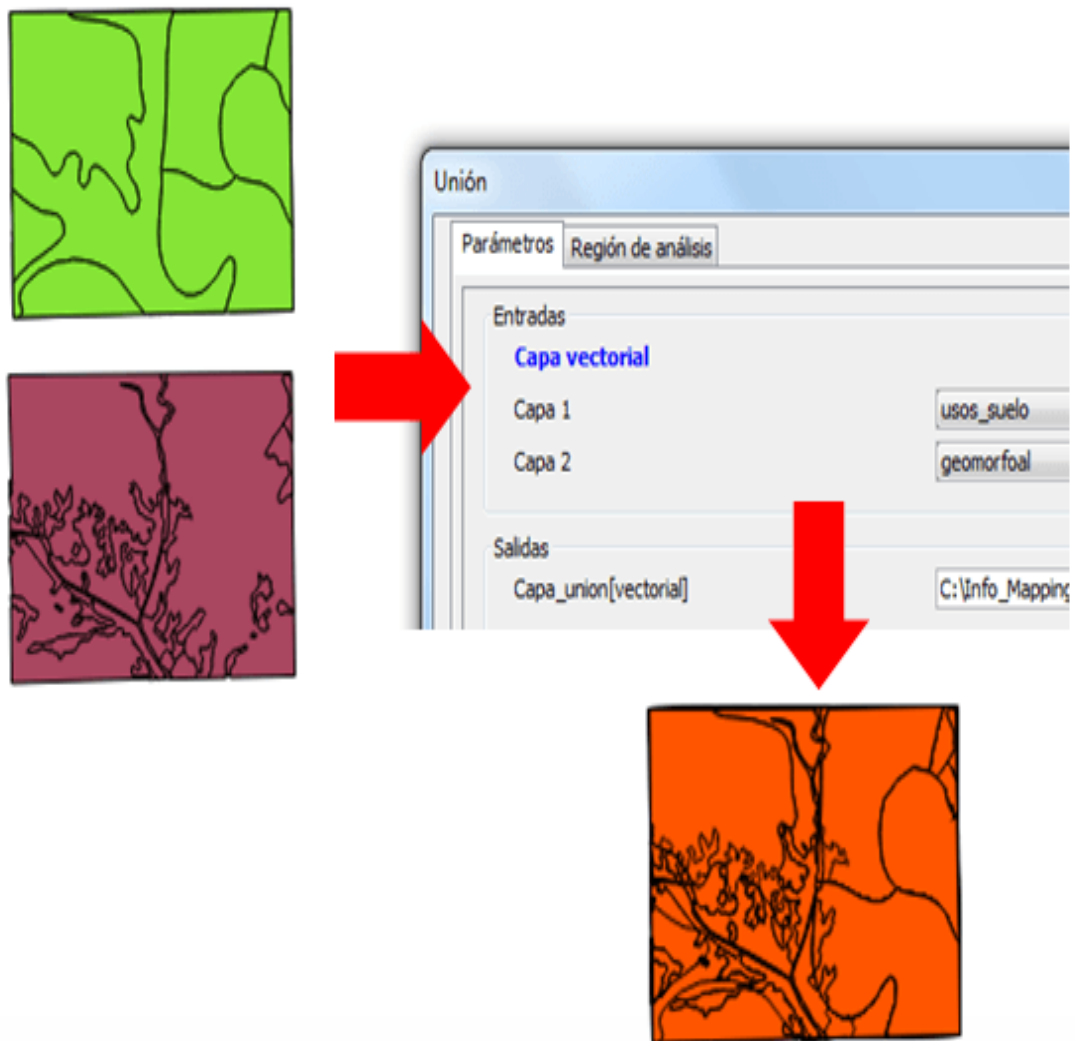 Unión
Parámetros Región de análisis
Entradas
Capa vectorial
Capa 1 usos_suelo
Capa 2 geomorfoal
Salidas
Capa_union[vectorial] C:\Info_Mapping